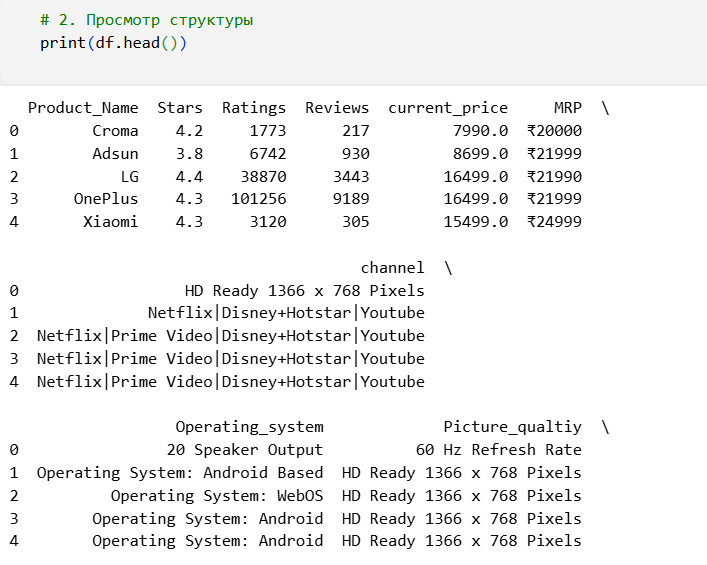 # 2. Просмотр структуры
print(df.head())
Product_Name Stars Ratings Reviews current_price MRP \
0 Croma 4.2 1773 217 7990.0 ₹20000
1 Adsun 3.8 6742 930 8699.0 ₹21999
2 LG 4.4 38870 3443 16499.0 ₹21990
3 OnePlus 4.3 101256 9189 16499.0 ₹21999
4 Xiaomi 4.3 3120 305 15499.0 ₹24999
channel \
0 HD Ready 1366 x 768 Pixels
1 Netflix|Disney+Hotstar|Youtube
2 Netflix|Prime Video|Disney+Hotstar|Youtube
3 Netflix|Prime Video|Disney+Hotstar|Youtube
4 Netflix|Prime Video|Disney+Hotstar|Youtube
Operating_system Picture_qualtiy \
0 20 Speaker Output 60 Hz Refresh Rate
1 Operating System: Android Based HD Ready 1366 x 768 Pixels
2 Operating System: WebOS HD Ready 1366 x 768 Pixels
3 Operating System: Android HD Ready 1366 x 768 Pixels
4 Operating System: Android HD Ready 1366 x 768 Pixels